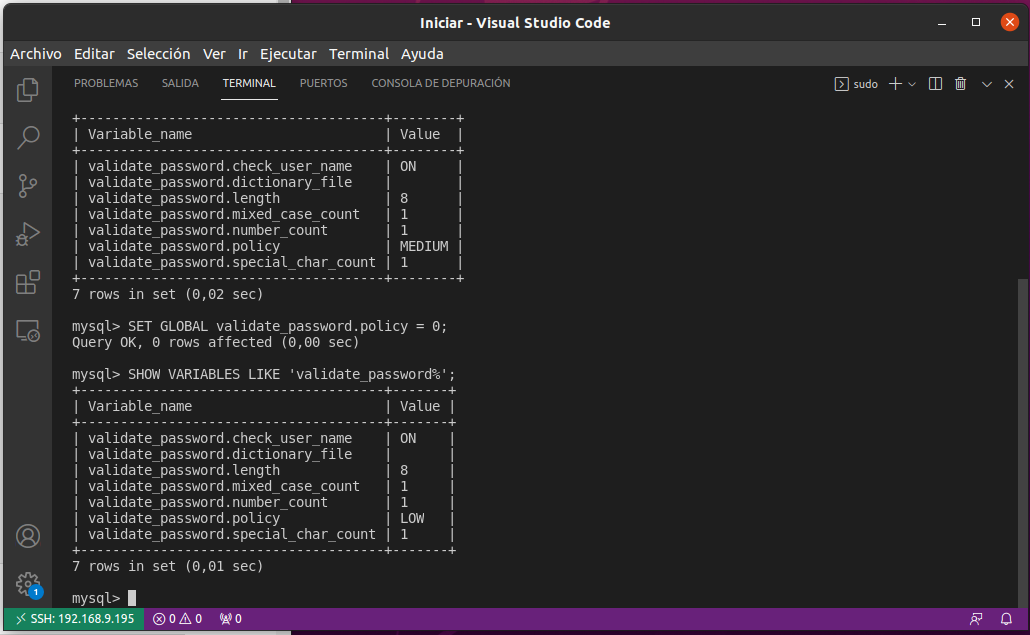 Iniciar - Visual Studio Code
Archivo Editar Selección Ver Ir Ejecutar Terminal Ayuda
PROBLEMAS SALIDA TERMINAL PUERTOS CONSOLA DE DEPURACIÓN sudo
+--------------------------------------+--------+
| Variable_name                        | Value  |
+--------------------------------------+--------+
| validate_password.check_user_name    | ON     |
| validate_password.dictionary_file    |        |
| validate_password.length             | 8      |
| validate_password.mixed_case_count   | 1      |
| validate_password.number_count       | 1      |
| validate_password.policy             | MEDIUM |
| validate_password.special_char_count | 1      |
+--------------------------------------+--------+
7 rows in set (0,02 sec)
mysql> SET GLOBAL validate_password.policy = 0;
Query OK, 0 rows affected (0,00 sec)
mysql> SHOW VARIABLES LIKE 'validate_password%';
+--------------------------------------+-------+
| Variable_name                        | Value |
+--------------------------------------+-------+
| validate_password.check_user_name    | ON    |
| validate_password.dictionary_file    |       |
| validate_password.length             | 8     |
| validate_password.mixed_case_count   | 1     |
| validate_password.number_count       | 1     |
| validate_password.policy             | LOW   |
| validate_password.special_char_count | 1     |
+--------------------------------------+-------+
7 rows in set (0,01 sec)
mysql>
1
SSH: 192.168.9.195 0 0 0